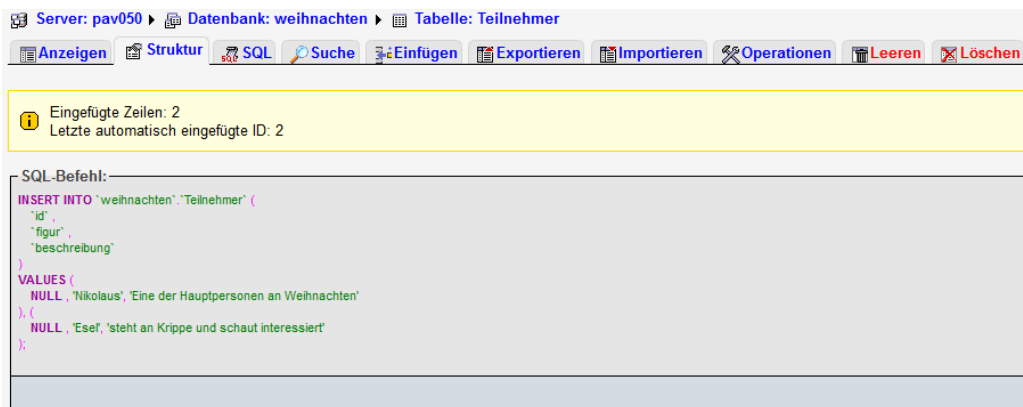 Server: pav050 ▸ Datenbank: weihnachten ▸ Tabelle: Teilnehmer
Anzeigen Struktur SQL Suche Einfügen Exportieren Importieren Operationen Leeren Löschen
Eingefügte Zeilen: 2
Letzte automatisch eingefügte ID: 2
SQL-Befehl:
INSERT INTO `weihnachten`.`Teilnehmer` (
`id` ,
`figur` ,
`beschreibung`
)
VALUES (
NULL , 'Nikolaus', 'Eine der Hauptpersonen an Weihnachten'
), (
NULL , 'Esel', 'steht an Krippe und schaut interessiert'
);